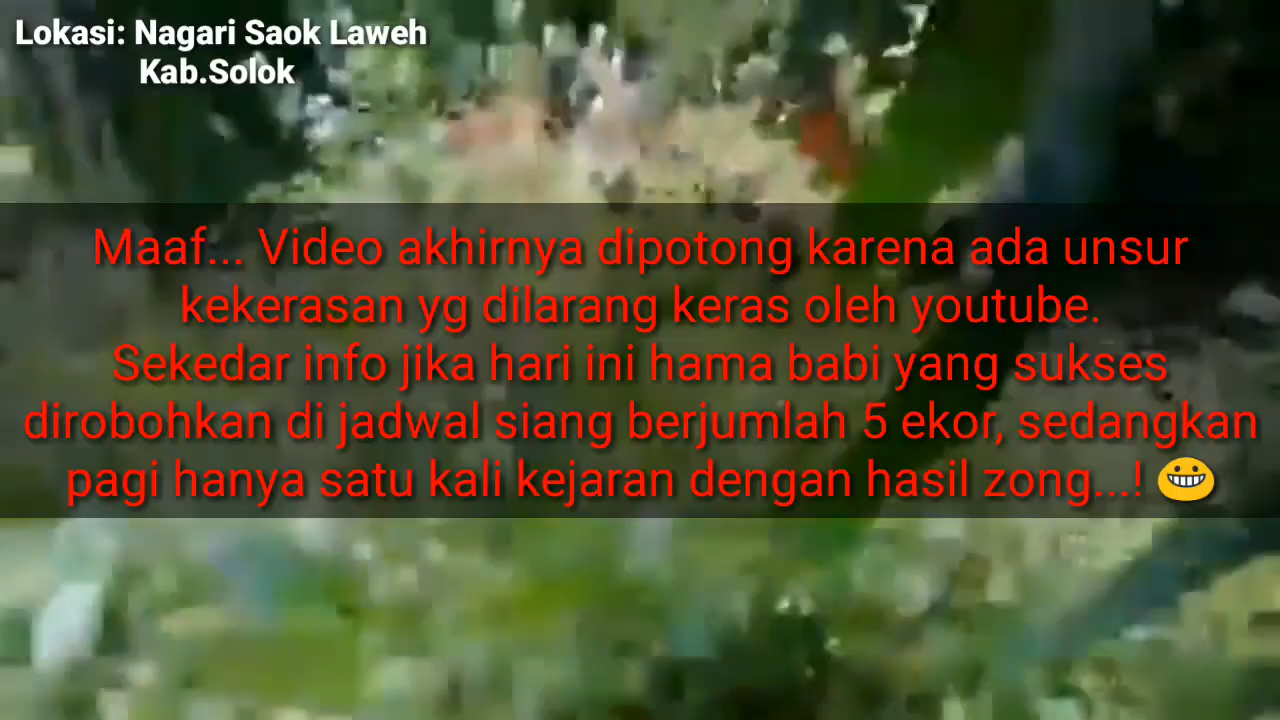 Lokasi: Nagari Saok Laweh
Kab.Solok
Maaf... Video akhirnya dipotong karena ada unsur
kekerasan yg dilarang keras oleh youtube.
Sekedar info jika hari ini hama babi yang sukses
dirobohkan di jadwal siang berjumlah 5 ekor, sedangkan
pagi hanya satu kali kejaran dengan hasil zong...! 😀